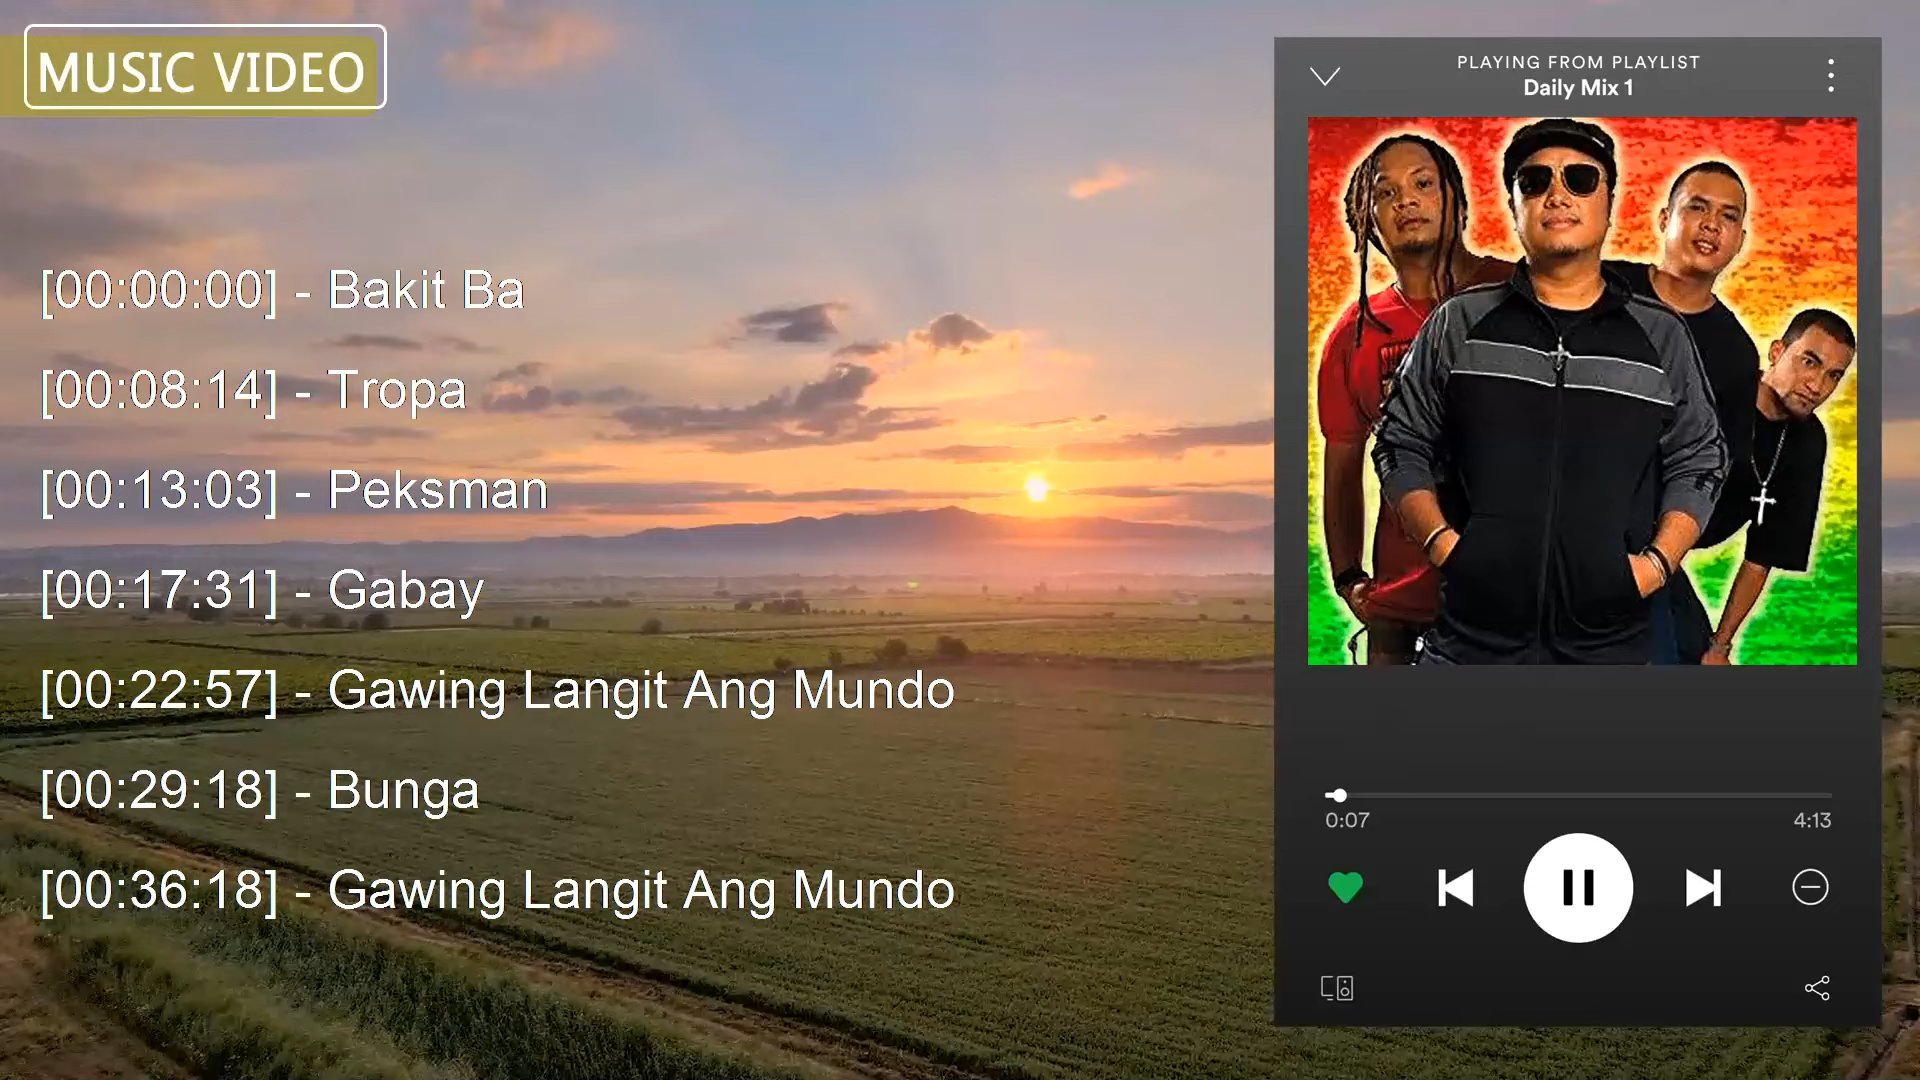 MUSIC VIDEO
[00:00:00] - Bakit Ba
[00:08:14] - Tropa
[00:13:03] - Peksman
[00:17:31] - Gabay
[00:22:57] - Gawing Langit Ang Mundo
[00:29:18] - Bunga
[00:36:18] - Gawing Langit Ang Mundo
PLAYING FROM PLAYLIST
Daily Mix 1
0:07
4:13